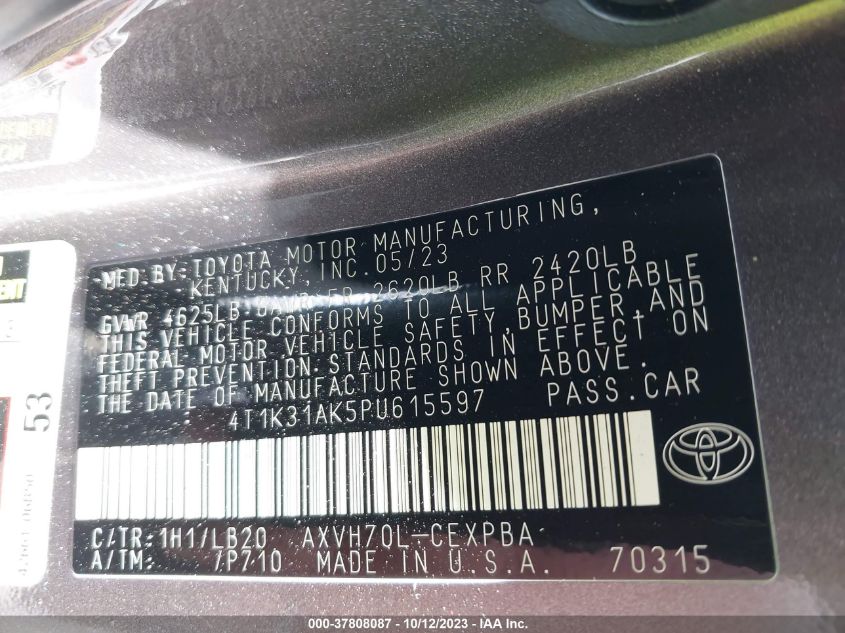 MFD.BY:TOYOTA MOTOR MANUFACTURING,
KENTUCKY, INC. 05/23
GVWR 4625LB GAWR FR 2620LB RR 2420LB
THIS VEHICLE CONFORMS TO ALL APPLICABLE
FEDERAL MOTOR VEHICLE SAFETY,BUMPER,AND
THEFT PREVENTION STANDARDS IN EFFECT ON
THE DATE OF MANUFACTURE SHOWN ABOVE.
4T1K31AK5PU615597 PASS.CAR
C/TR:1H1/LB20 AXVH70L-CEXPBA
A/TM: 7P710 MADE IN U.S.A. 70315
53
000-37808087 - 10/12/2023 - IAA Inc.